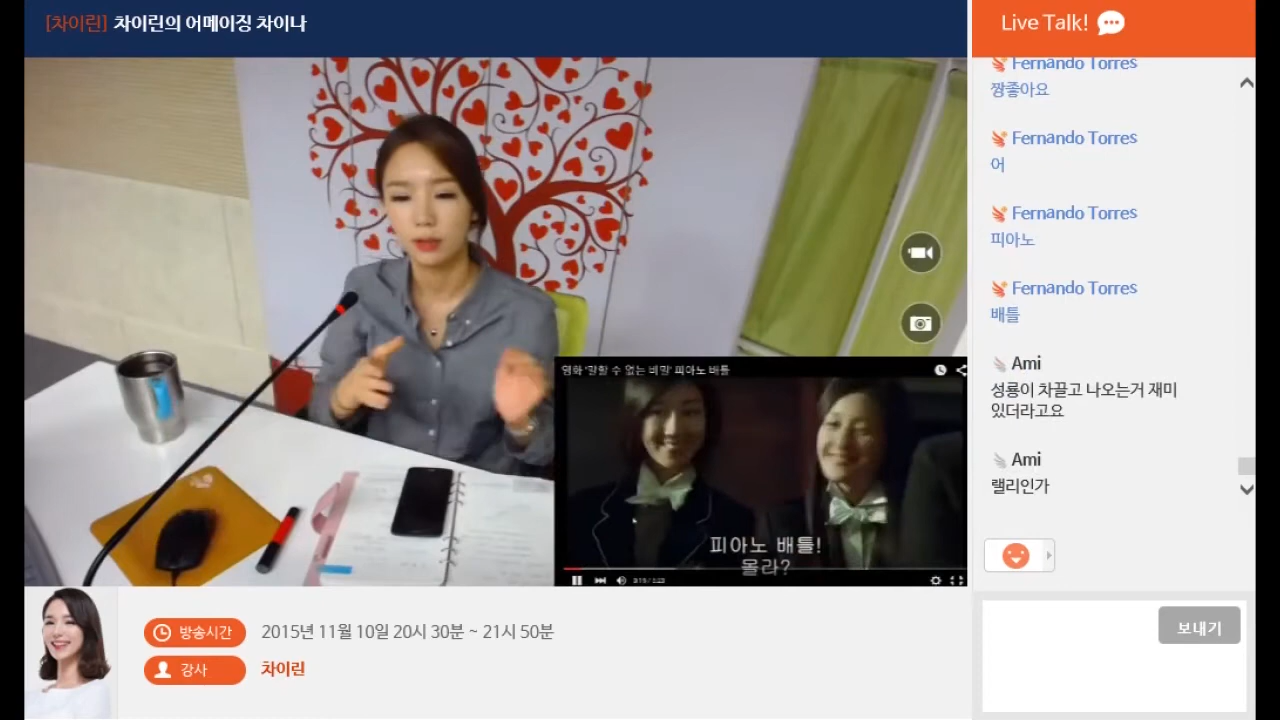 [차이린] 차이린의 어메이징 차이나
Live Talk!
Fernando Torres
짱좋아요
Fernando Torres
어
Fernando Torres
피아노
Fernando Torres
배틀
Ami
성룡이 차끌고 나오는거 재미
있더라고요
Ami
랠리인가
영화 '말할 수 없는 비밀' 피아노 배틀
피아노 배틀!
몰라?
보내기
방송시간 2015년 11월 10일 20시 30분 ~ 21시 50분
강사 차이린